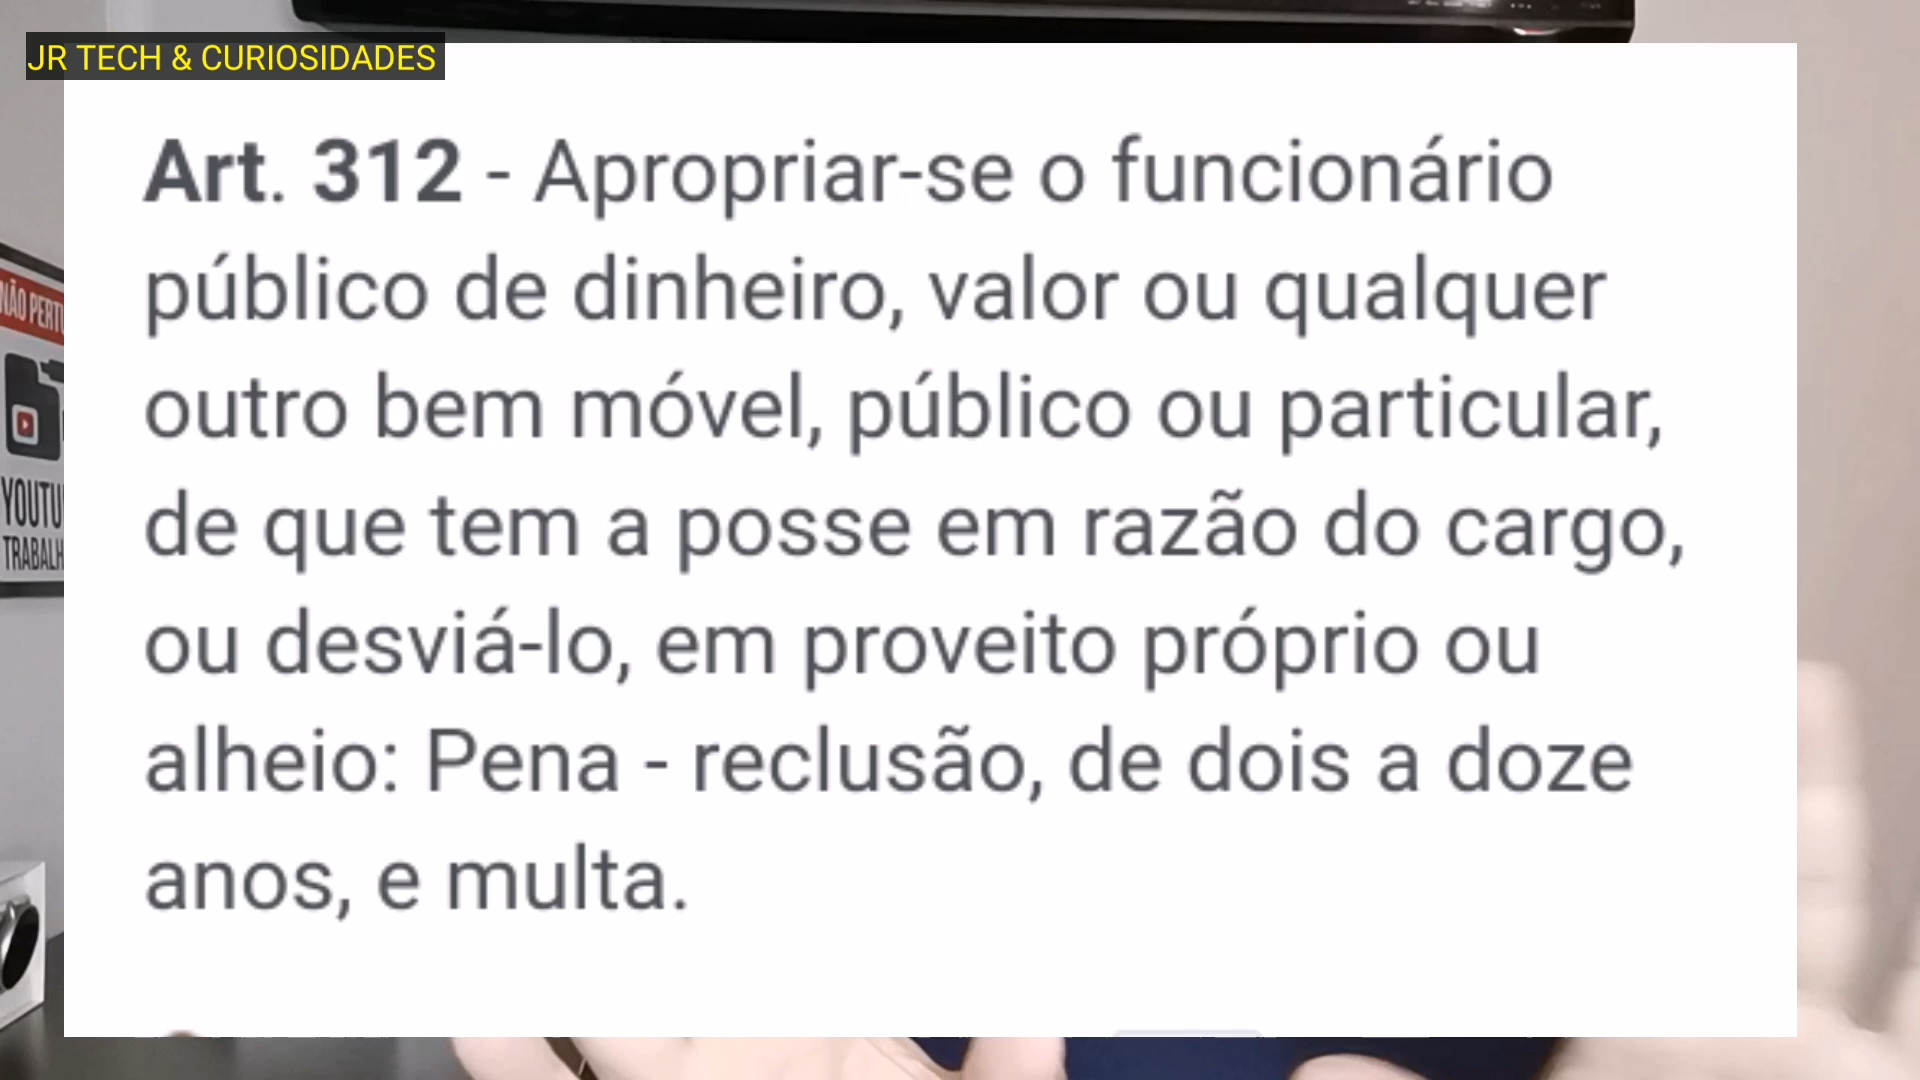 JR TECH & CURIOSIDADES
Art. 312 - Apropriar-se o funcionário
público de dinheiro, valor ou qualquer
outro bem móvel, público ou particular,
de que tem a posse em razão do cargo,
ou desviá-lo, em proveito próprio ou
alheio: Pena - reclusão, de dois a doze
anos, e multa.
NÃO